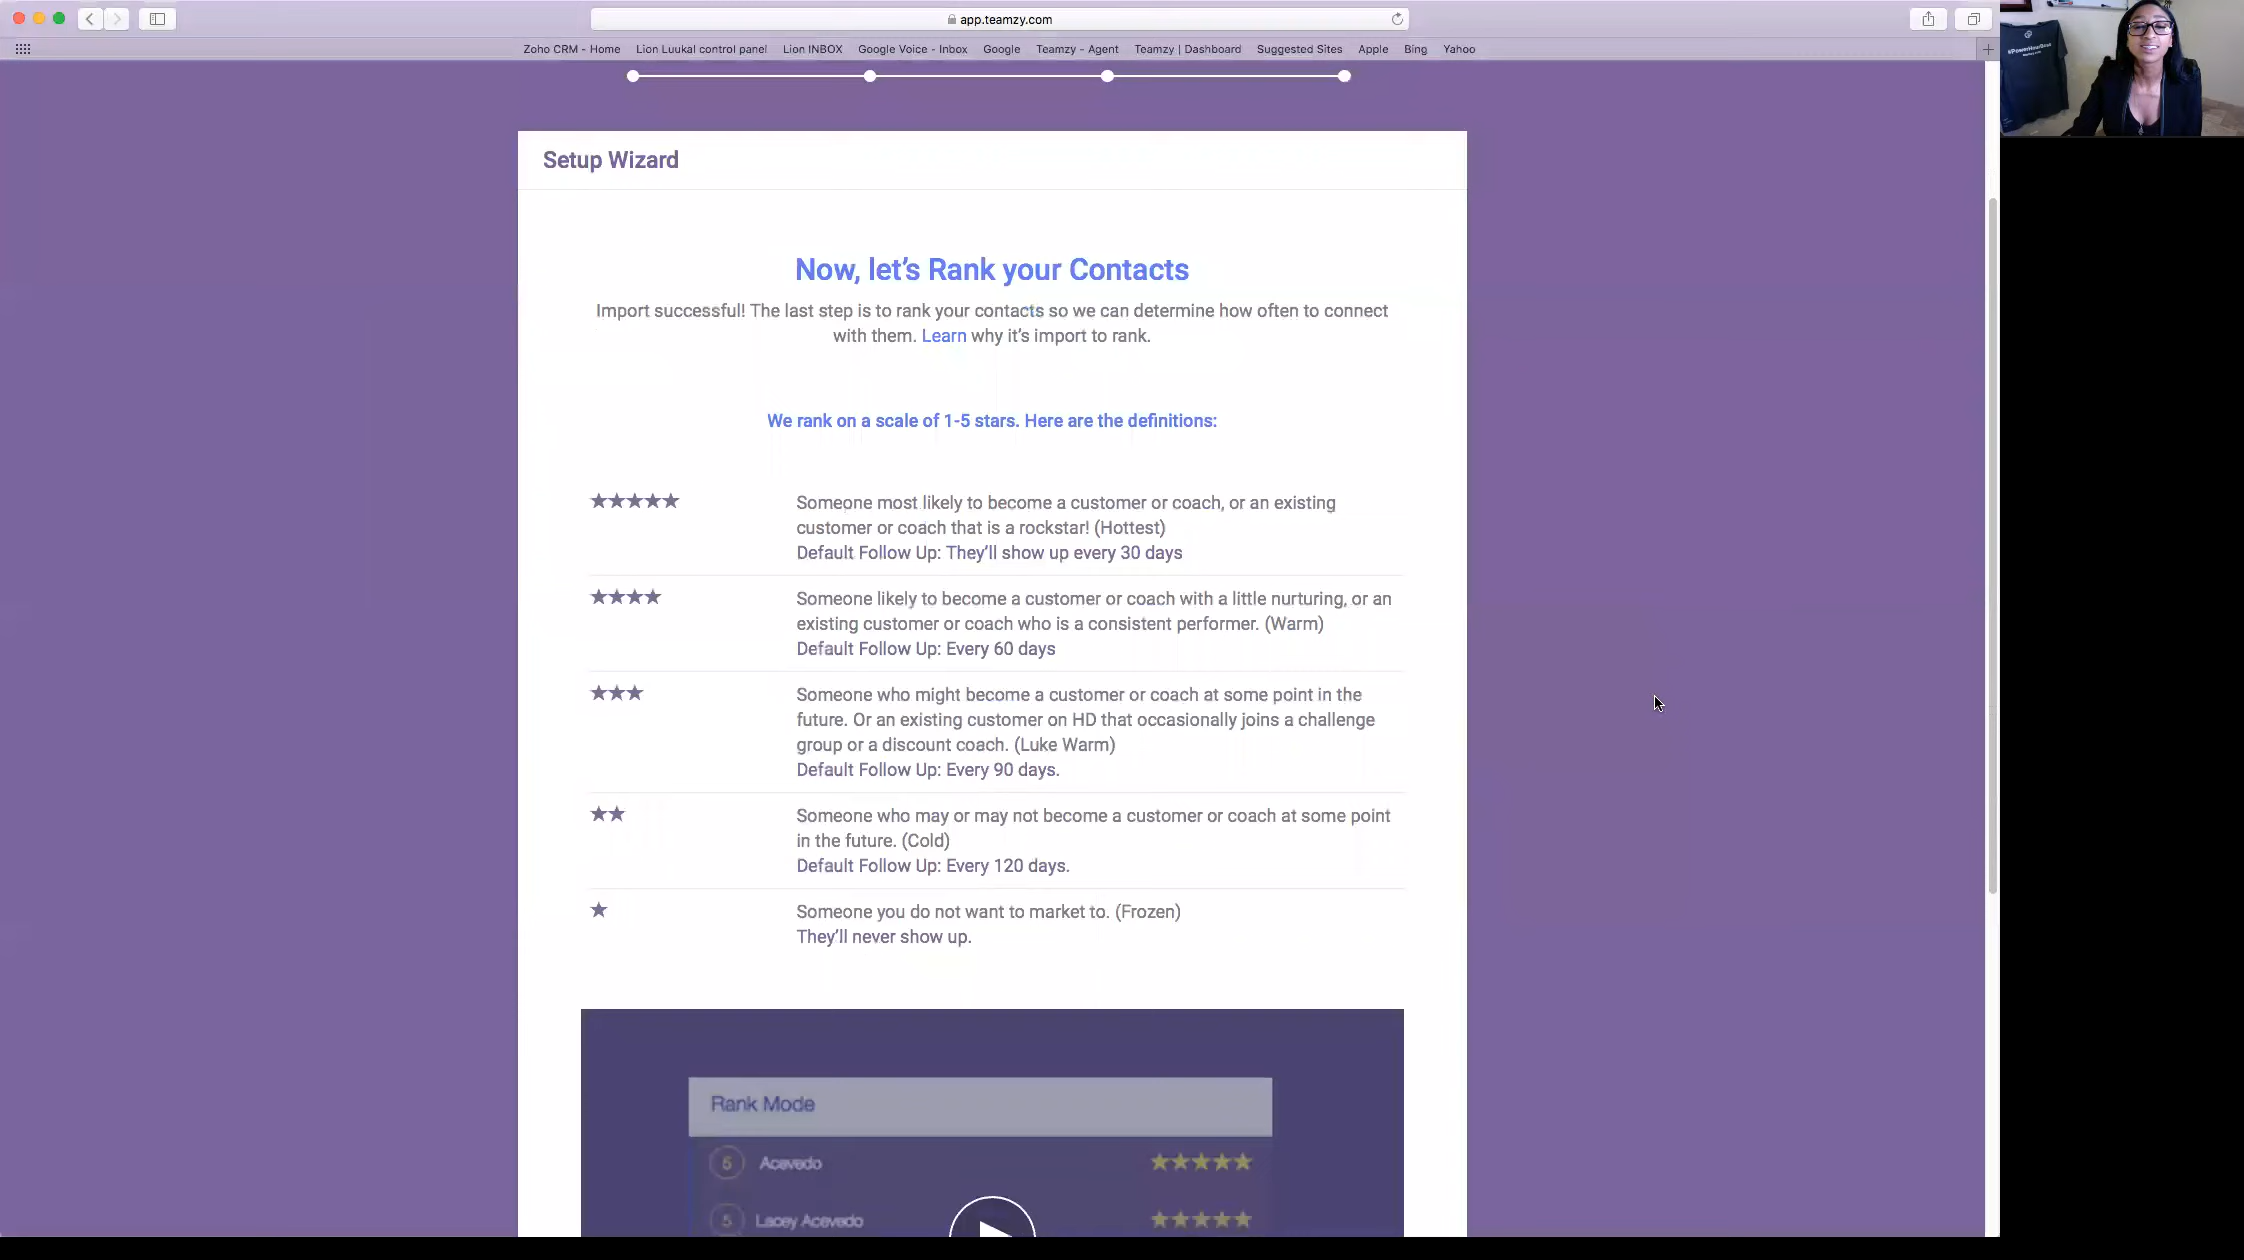 app.teamzy.com
Zoho CRM - Home Lion Luukal control panel Lion INBOX Google Voice - Inbox Google Teamzy - Agent Teamzy | Dashboard Suggested Sites Apple Bing Yahoo
Setup Wizard
Now, let's Rank your Contacts
Import successful! The last step is to rank your contacts so we can determine how often to connect
with them. Learn why it's import to rank.
We rank on a scale of 1-5 stars. Here are the definitions:
Someone most likely to become a customer or coach, or an existing
customer or coach that is a rockstar! (Hottest)
Default Follow Up: They'll show up every 30 days
Someone likely to become a customer or coach with a little nurturing, or an
existing customer or coach who is a consistent performer. (Warm)
Default Follow Up: Every 60 days
Someone who might become a customer or coach at some point in the
future. Or an existing customer on HD that occasionally joins a challenge
group or a discount coach. (Luke Warm)
Default Follow Up: Every 90 days.
Someone who may or may not become a customer or coach at some point
in the future. (Cold)
Default Follow Up: Every 120 days.
Someone you do not want to market to. (Frozen)
They'll never show up.
Rank Mode
5 Acevedo
5 Lacey Acevedo